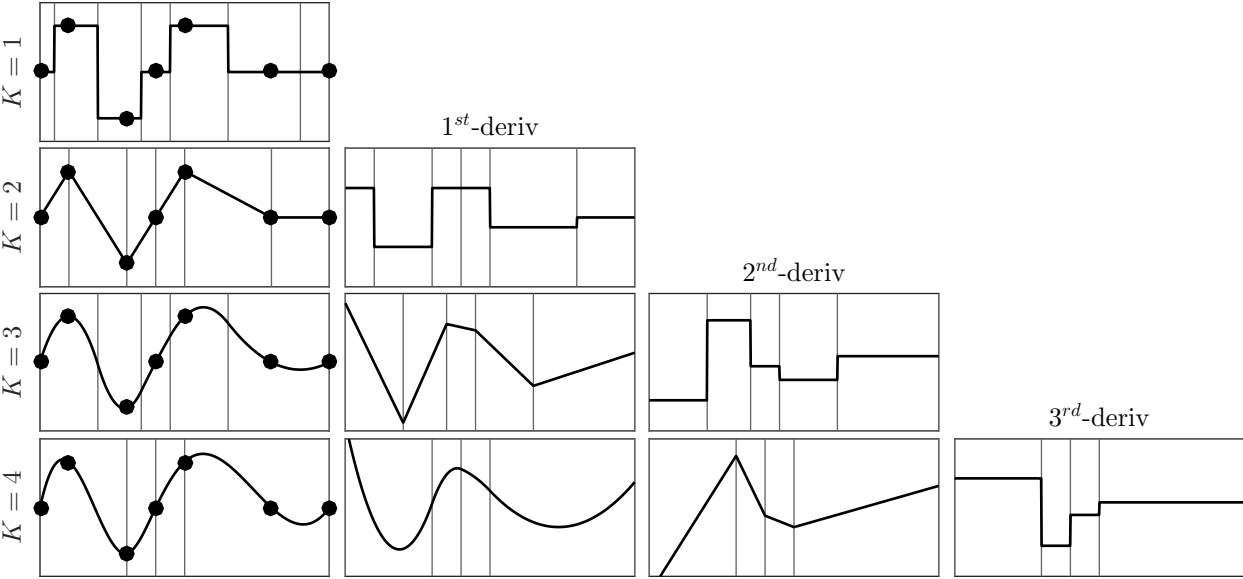 K = 1
1st-deriv
K = 2
2nd-deriv
K = 3
3rd-deriv
K = 4